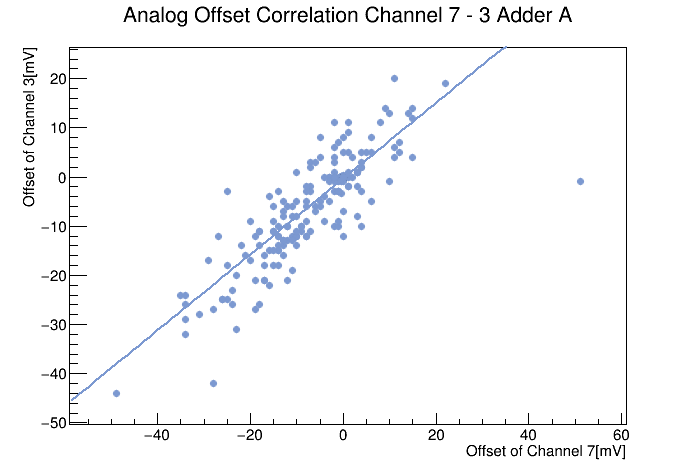 Analog Offset Correlation Channel 7 - 3 Adder A
Offset of Channel 3[mV]
20
10
0
−10
−20
−30
−40
−50
−40 −20 0 20 40 60
Offset of Channel 7[mV]